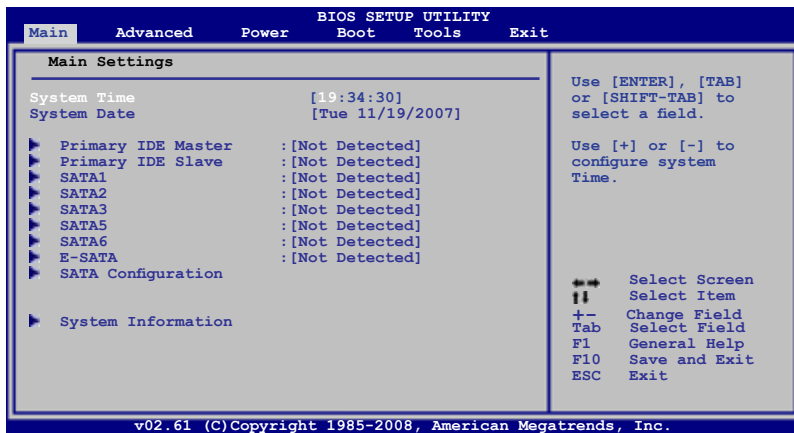 BIOS SETUP UTILITY
Main Advanced Power Boot Tools Exit
Main Settings
System Time [19:34:30]
System Date [Tue 11/19/2007]
Primary IDE Master :[Not Detected]
Primary IDE Slave :[Not Detected]
SATA1 :[Not Detected]
SATA2 :[Not Detected]
SATA3 :[Not Detected]
SATA5 :[Not Detected]
SATA6 :[Not Detected]
E-SATA :[Not Detected]
SATA Configuration
System Information
Use [ENTER], [TAB]
or [SHIFT-TAB] to
select a field.
Use [+] or [-] to
configure system
Time.
Select Screen
Select Item
+- Change Field
Tab Select Field
F1 General Help
F10 Save and Exit
ESC Exit
v02.61 (C)Copyright 1985-2008, American Megatrends, Inc.